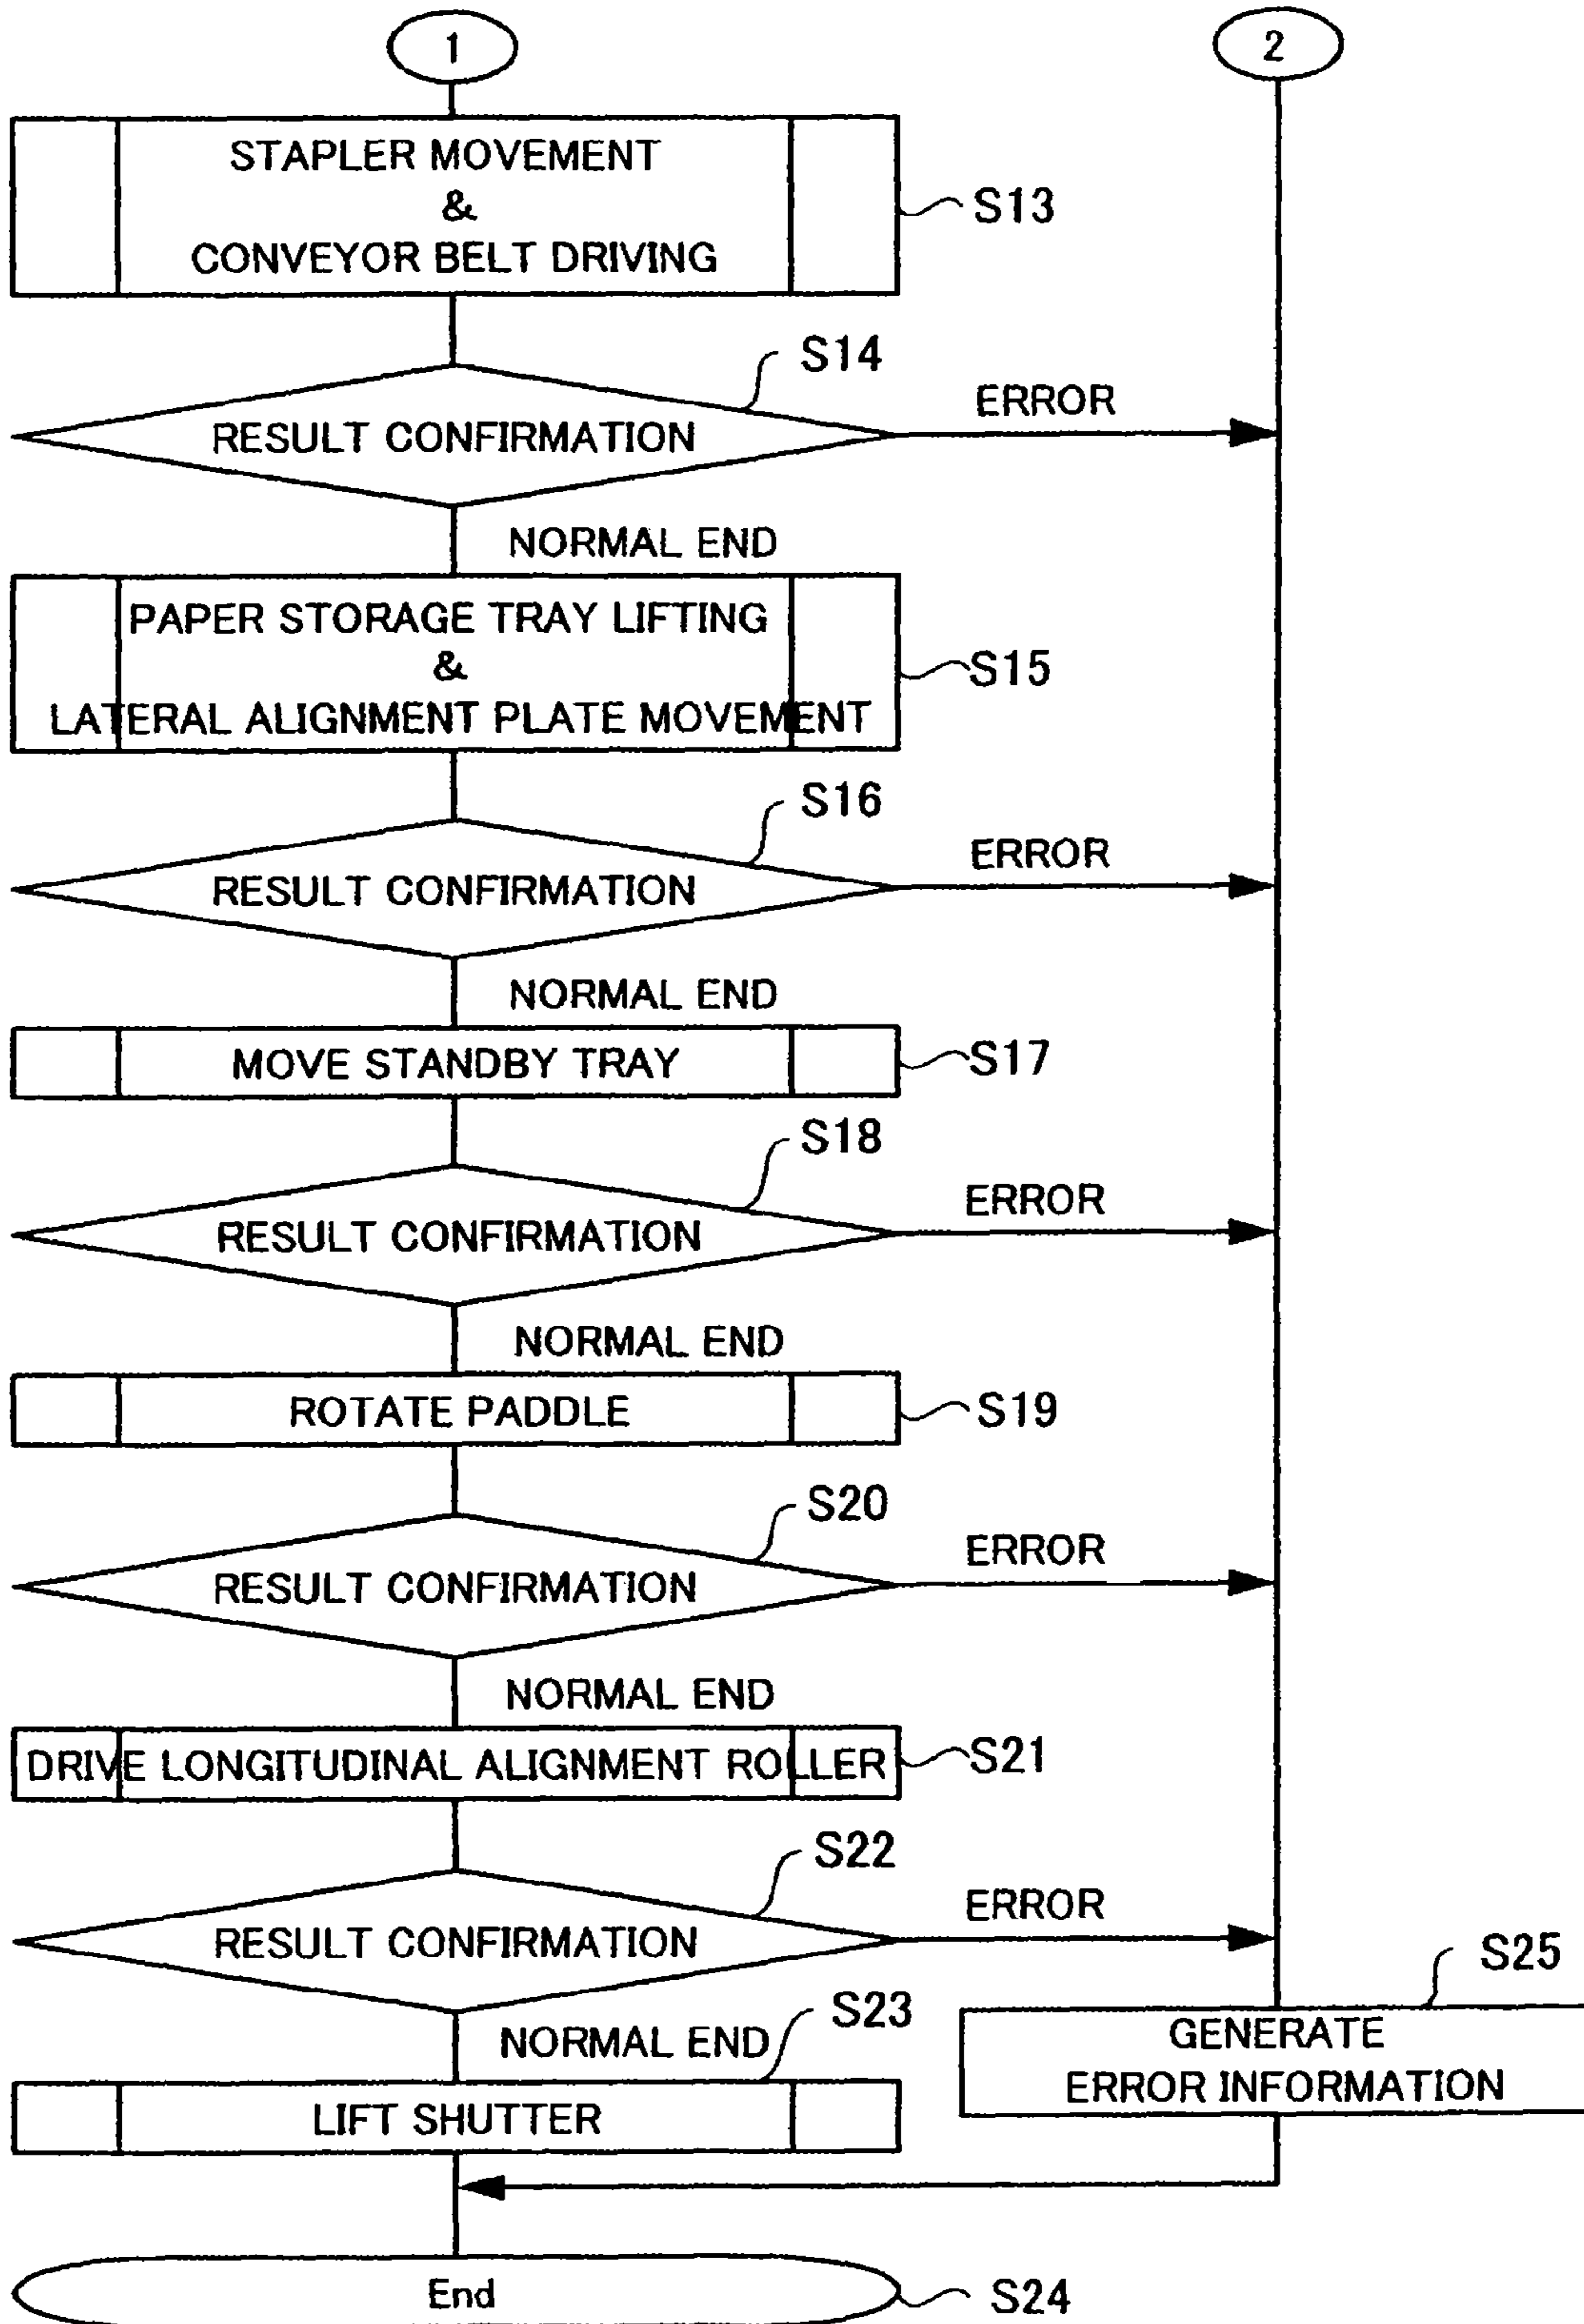 1
2
STAPLER MOVEMENT
&
CONVEYOR BELT DRIVING
S13
S14
RESULT CONFIRMATION
ERROR
NORMAL END
PAPER STORAGE TRAY LIFTING
&
LATERAL ALIGNMENT PLATE MOVEMENT
S15
S16
RESULT CONFIRMATION
ERROR
NORMAL END
MOVE STANDBY TRAY
S17
S18
RESULT CONFIRMATION
ERROR
NORMAL END
ROTATE PADDLE
S19
S20
RESULT CONFIRMATION
ERROR
NORMAL END
DRIVE LONGITUDINAL ALIGNMENT ROLLER
S21
S22
RESULT CONFIRMATION
ERROR
NORMAL END
S23
LIFT SHUTTER
S25
GENERATE
ERROR INFORMATION
End
S24